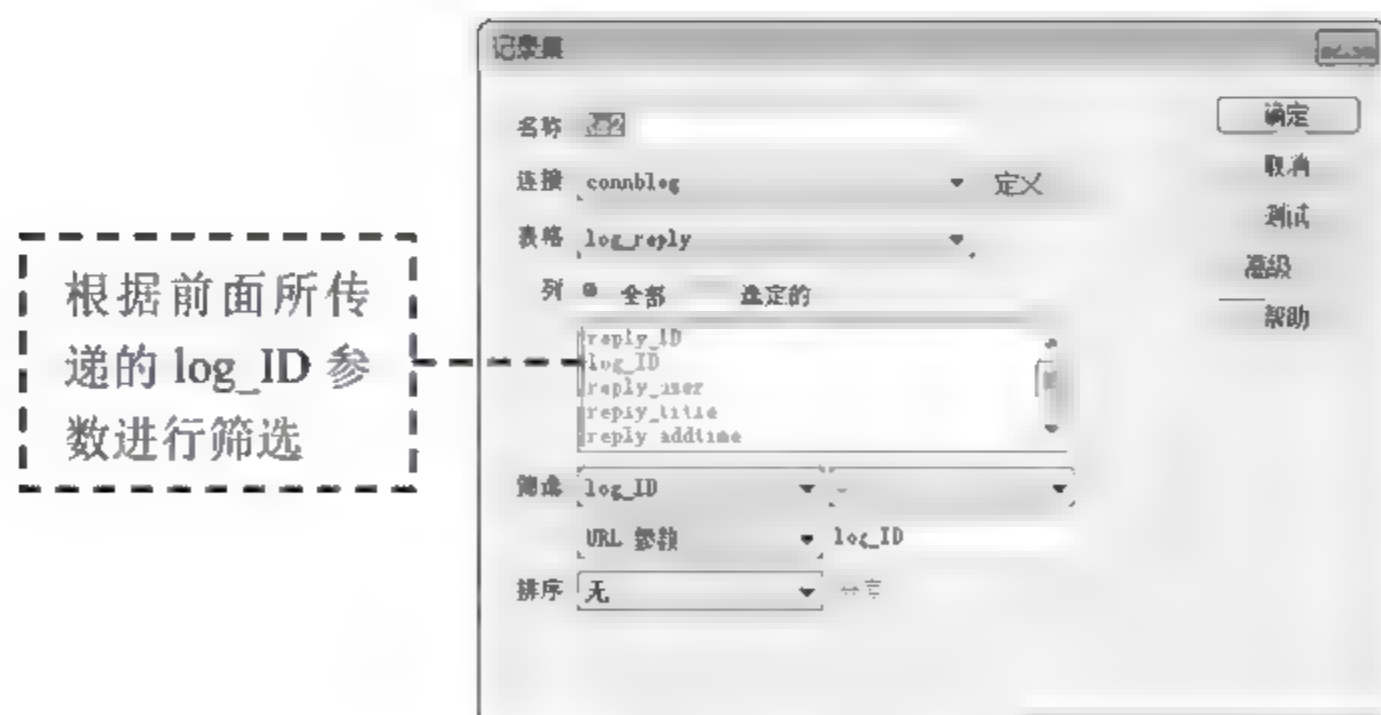 记录集
名称 Rs2
确定
连接 connblog 定义
取消
表格 log_reply
测试
列 全部 选定的
高级
帮助
reply_ID
log_ID
reply_user
reply_title
reply_addtime
筛选 log_ID
URL 参数 log_ID
排序 无
根据前面所传
递的 log_ID 参
数进行筛选